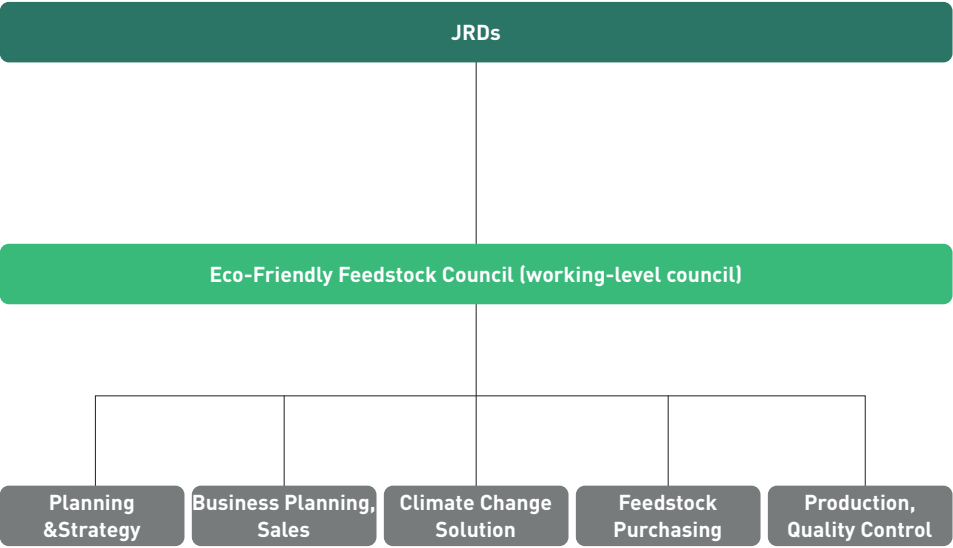 JRDs
Eco-Friendly Feedstock Council (working-level council)
Planning
&Strategy
Business Planning,
Sales
Climate Change
Solution
Feedstock
Purchasing
Production,
Quality Control